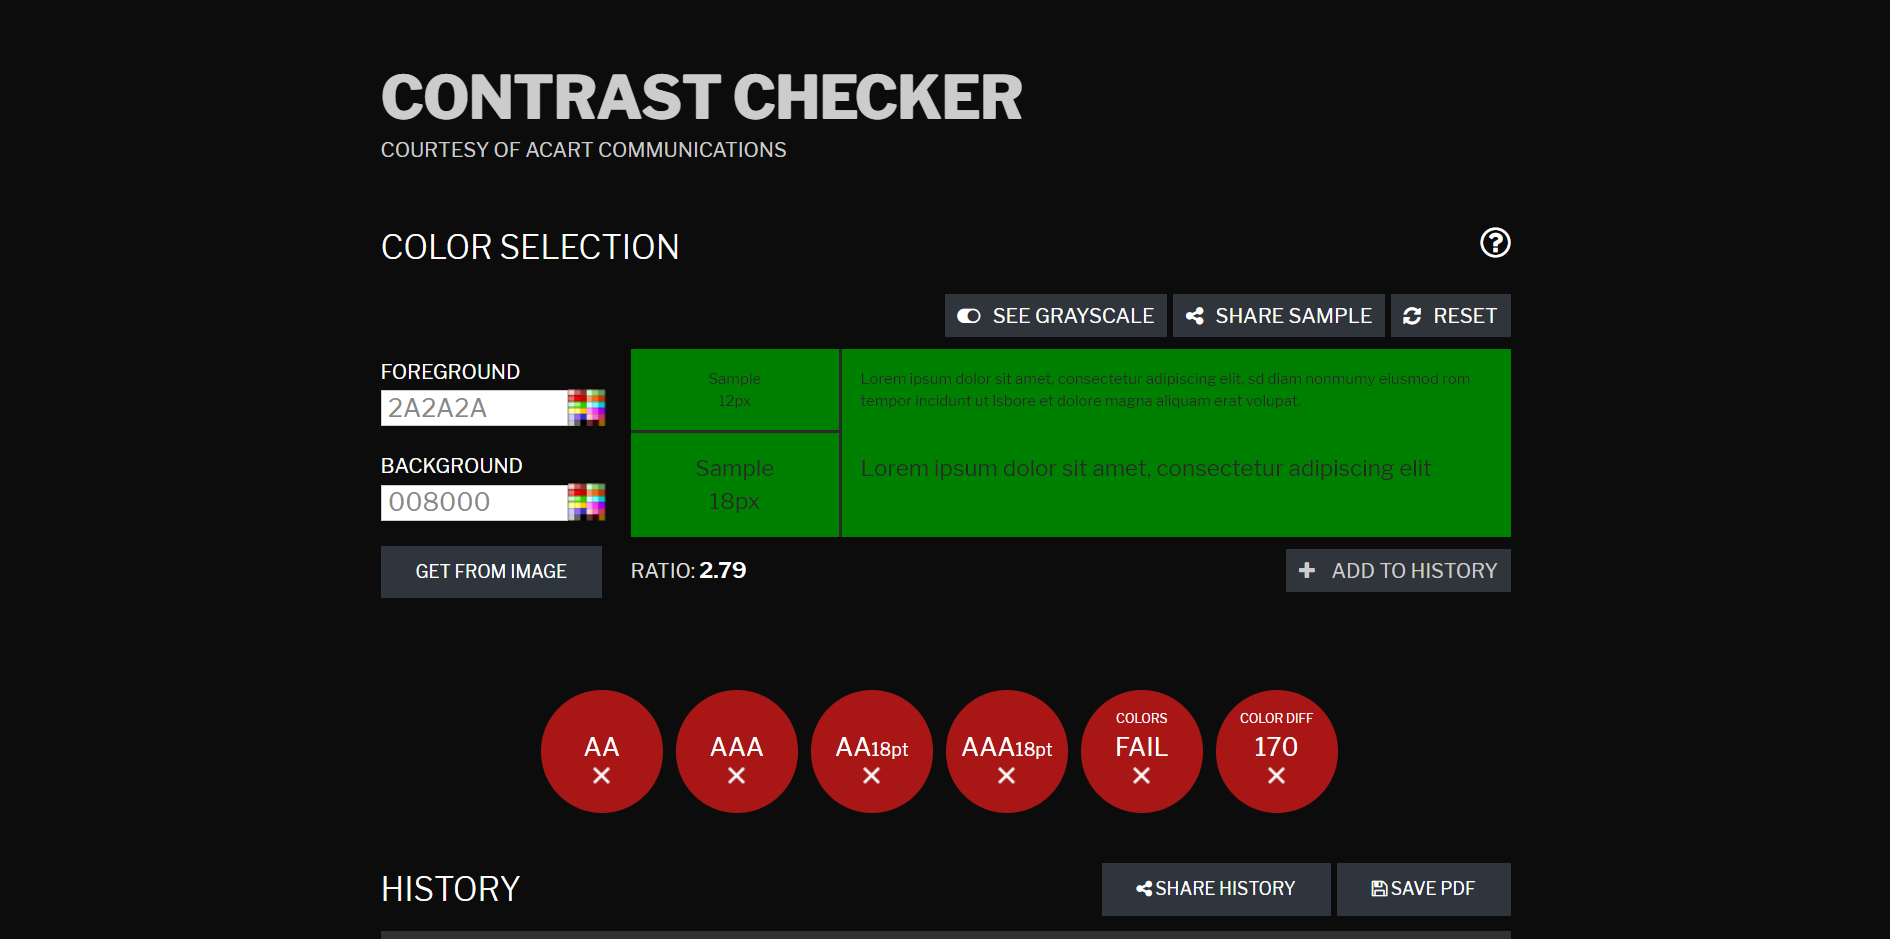 CONTRAST CHECKER
COURTESY OF ACART COMMUNICATIONS
COLOR SELECTION
SEE GRAYSCALE
SHARE SAMPLE
RESET
FOREGROUND
2A2A2A
BACKGROUND
008000
GET FROM IMAGE
Sample
12px
Lorem ipsum dolor sit amet, consectetur adipiscing elit, sd diam nonmumy eiusmod rom
tempor incidunt ut lsbore et dolore magna aliquam erat volupat.
Sample
18px
Lorem ipsum dolor sit amet, consectetur adipiscing elit
RATIO: 2.79
ADD TO HISTORY
AA
AAA
AA18pt
AAA18pt
COLORS
FAIL
COLOR DIFF
170
HISTORY
SHARE HISTORY
SAVE PDF